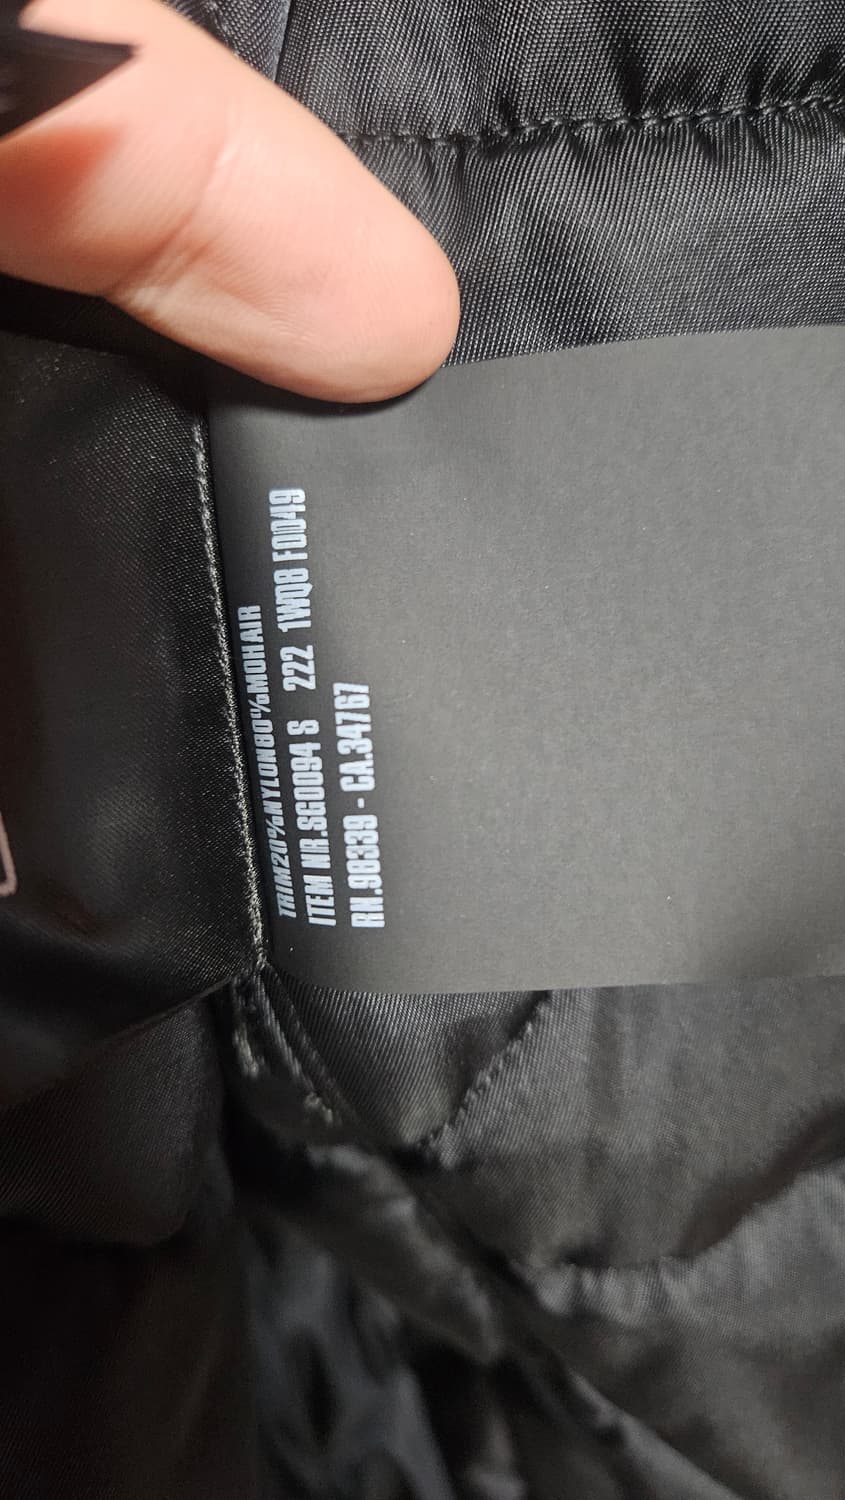 TRIM20%NYLON80%MOHAIR
ITEM NR.SG0094 S 222 1WQ8 F0049
RN.98339 - CA.34767